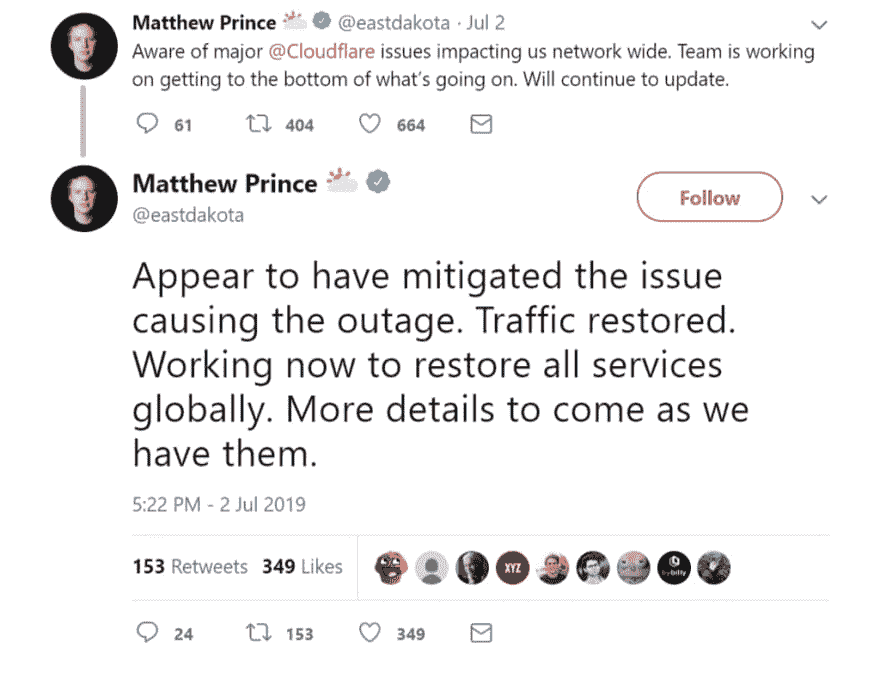 Matthew Prince @eastdakota · Jul 2
Aware of major @Cloudflare issues impacting us network wide. Team is working
on getting to the bottom of what's going on. Will continue to update.
61 404 664
Matthew Prince
Follow
@eastdakota
Appear to have mitigated the issue
causing the outage. Traffic restored.
Working now to restore all services
globally. More details to come as we
have them.
5:22 PM - 2 Jul 2019
153 Retweets 349 Likes XYZ
24 153 349